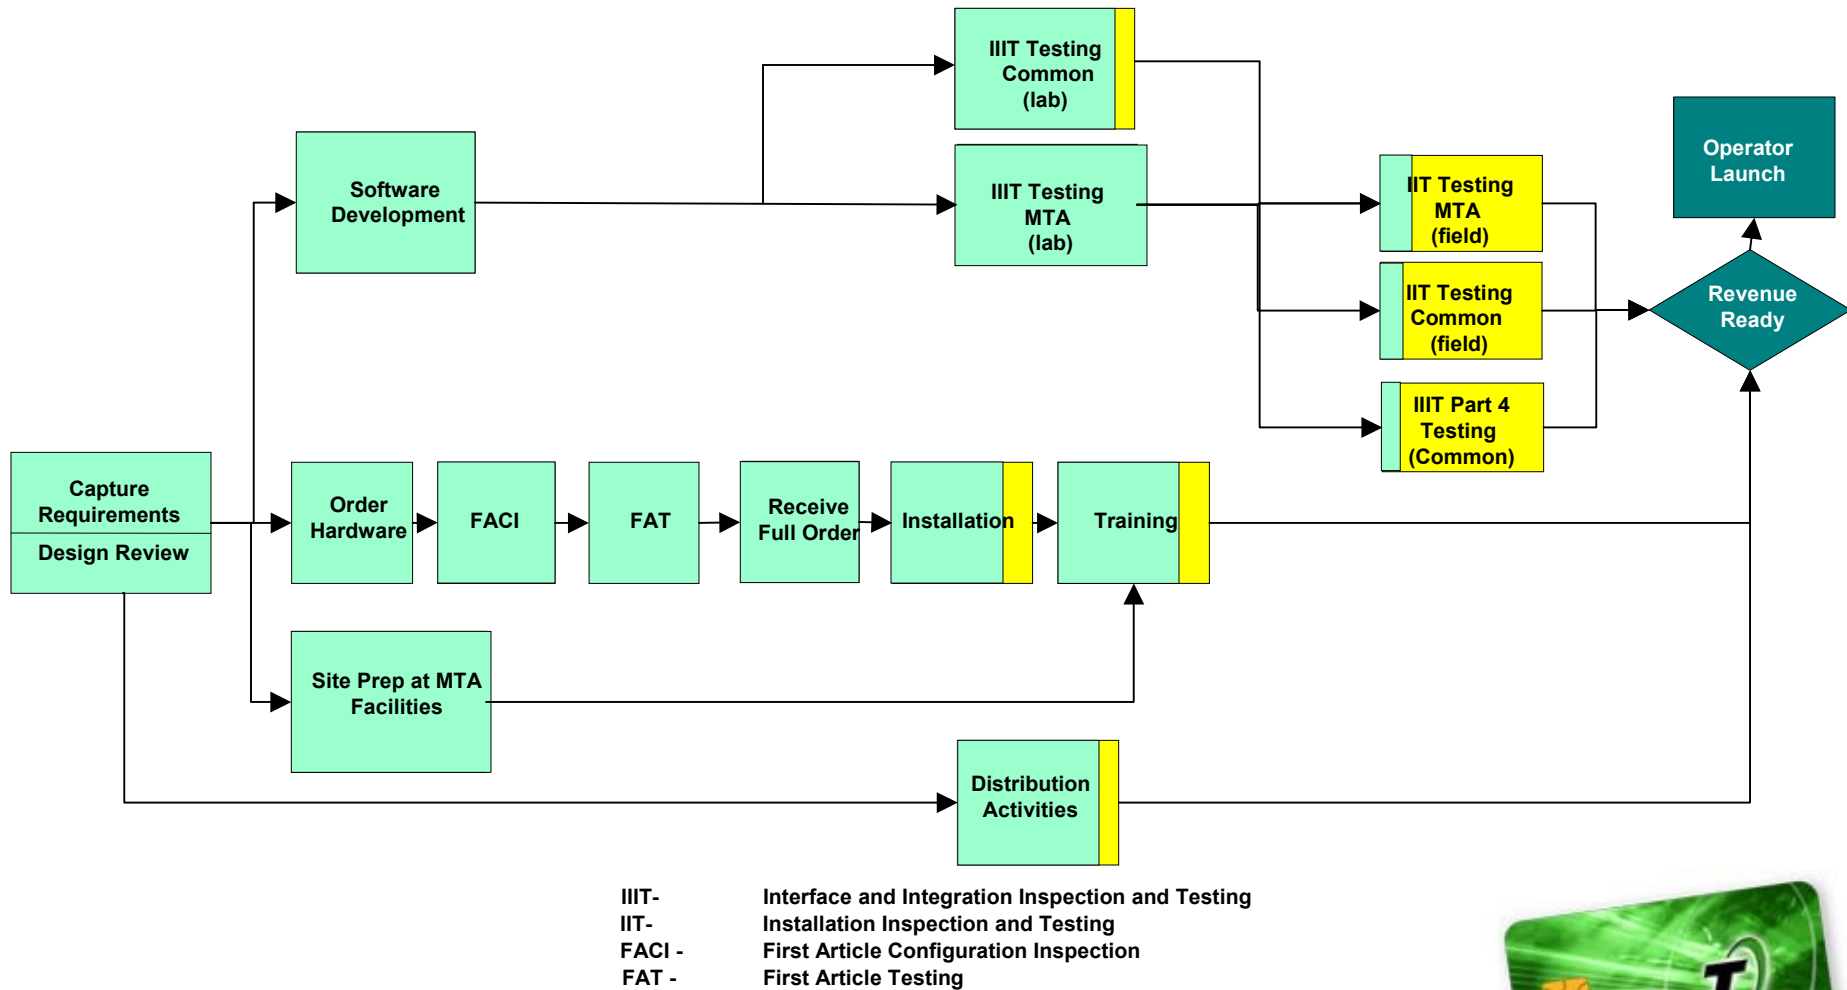 IIIT Testing
Common
(lab)
Operator
Launch
Software
Development
IIIT Testing
MTA
(lab)
IIT Testing
MTA
(field)
IIT Testing
Common
(field)
Revenue
Ready
IIIT Part 4
Testing
(Common)
Capture
Requirements
Design Review
Order
Hardware
FACI
FAT
Receive
Full Order
Installation
Training
Site Prep at MTA
Facilities
Distribution
Activities
IIIT- Interface and Integration Inspection and Testing
IIT- Installation Inspection and Testing
FACI - First Article Configuration Inspection
FAT - First Article Testing
T